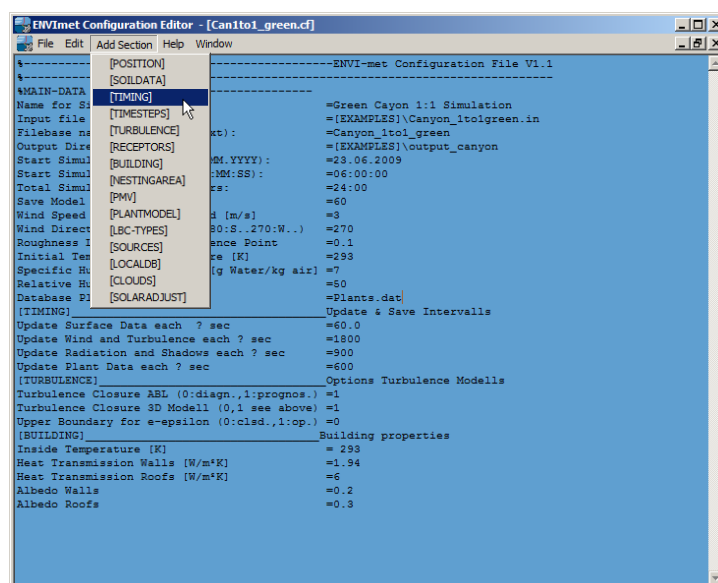 ENVImet Configuration Editor - [Can1to1_green.cf]
File Edit Add Section Help Window
%---------- ----------ENVI-met Configuration File V1.1
%----------
%MAIN-DATA ----------
Name for Si =Green Cayon 1:1 Simulation
Input file =[EXAMPLES]\Canyon_1to1green.in
Filebase na xt): =Canyon_1to1_green
Output Dire =[EXAMPLES]\output_canyon
Start Simul MM.YYYY): =23.06.2009
Start Simul :MM:SS): =06:00:00
Total Simul rs: =24:00
Save Model =60
Wind Speed d [m/s] =3
Wind Direct 80:S..270:W..) =270
Roughness ence Point =0.1
Initial Tem re [K] =293
Specific Hu [g Water/kg air] =7
Relative Hu =50
Database Pl =Plants.dat
[POSITION]
[SOILDATA]
[TIMING]
[TIMESTEPS]
[TURBULENCE]
[RECEPTORS]
[BUILDING]
[NESTINGAREA]
[PMV]
[PLANTMODEL]
[LBC-TYPES]
[SOURCES]
[LOCALDB]
[CLOUDS]
[SOLARADJUST]
[TIMING]__________Update & Save Intervalls
Update Surface Data each ? sec =60.0
Update Wind and Turbulence each ? sec =1800
Update Radiation and Shadows each ? sec =900
Update Plant Data each ? sec =600
[TURBULENCE]__________Options Turbulence Modells
Turbulence Closure ABL (0:diagn.,1:prognos.) =1
Turbulence Closure 3D Modell (0,1 see above) =1
Upper Boundary for e-epsilon (0:clsd.,1:op.) =0
[BUILDING]__________Building properties
Inside Temperature [K] = 293
Heat Transmission Walls [W/m²K] =1.94
Heat Transmission Roofs [W/m²K] =6
Albedo Walls =0.2
Albedo Roofs =0.3